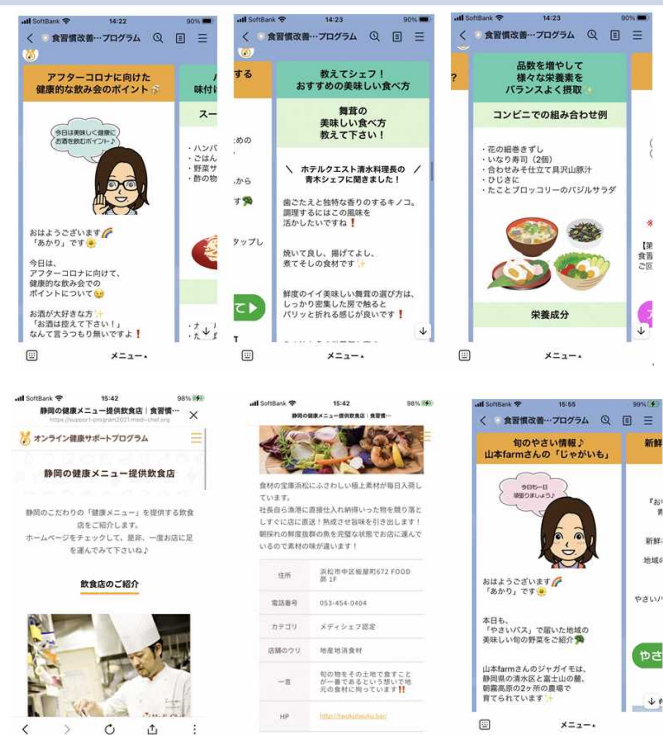 SoftBank 14:22 90%
食習慣改善…プログラム
アフターコロナに向けた
健康的な飲み会のポイント
今日は美味しく健康に
お酒を飲むポイント♪
おはようございます
「あかり」です
今日は、
アフターコロナに向けて、
健康的な飲み会での
ポイントについて
お酒が大好きな方
「お酒は控えて下さい！」
なんて言うつもり無いですよ！
味付け
スー
・ハンバ
・ごはん
・野菜サ
・酢の物
メニュー
SoftBank 14:23 90%
食習慣改善…プログラム
する
教えてシェフ！
おすすめの美味しい食べ方
舞茸の
美味しい食べ方
教えて下さい！
＼ ホテルクエスト清水料理長の ／
青木シェフに聞きました！
歯ごたえと独特な香りのするキノコ。
調理するにはこの風味を
活かしたいですね！
焼いて良し、揚げてよし、
煮てそしの食材です
鮮度のイイ美味しい舞茸の選び方は、
しっかり密集した房で触ると
パリッと折れる感じが良いです！
ための
から
す
タップし
て
メニュー
SoftBank 14:23 90%
食習慣改善…プログラム
？
品数を増やして
様々な栄養素を
バランスよく摂取
コンビニでの組み合わせ例
・花の細巻きずし
・いなり寿司（2個）
・合わせみそ仕立て具沢山豚汁
・ひじきに
・たことブロッコリーのバジルサラダ
栄養成分
【第
食習
ご回
メニュー
SoftBank 15:42 98%
静岡の健康メニュー提供飲食店｜食習慣…
https://support-program2021.medi-chef.org
オンライン健康サポートプログラム
静岡の健康メニュー提供飲食店
静岡のこだわりの「健康メニュー」を提供する飲食
店をご紹介します。
ホームページをチェックして、是非、一度お店に足
を運んでみて下さいね♪
飲食店のご紹介
SoftBank 15:42 98%
静岡の健康メニュー提供飲食店｜食習慣…
食材の宝庫浜松にふさわしい極上素材が毎日入荷し
ています。
社長自ら漁港に直接仕入れ納得いった物を競り落と
しすぐに店に直送！熟成させ旨味を引き出します！
朝採れの鮮度抜群の魚を完璧な状態でお店に運んで
いるので素材の味が違います！
住所 浜松市中区板屋町672 FOOD
1F
電話番号 053-454-0404
カテゴリ メディシェフ認定
店舗のウリ 地産地消食材
一言 旬の物をその土地で食すこと
が一番であるという想いで地
元の食材に拘っています!!
HP
SoftBank 15:55 99%
食習慣改善…プログラム
旬のやさい情報♪
山本farmさんの「じゃがいも」
今日も一日
頑張りましょう♪
おはようございます
「あかり」です
本日も、
「やさいバス」で届いた地域の
美味しい旬の野菜をご紹介
山本farmさんのジャガイモは、
静岡県の清水区と富士山の麓、
朝霧高原の2ヶ所の農場で
育てられています
新鮮
新鮮
地域の
やさいバ
やさ
メニュー